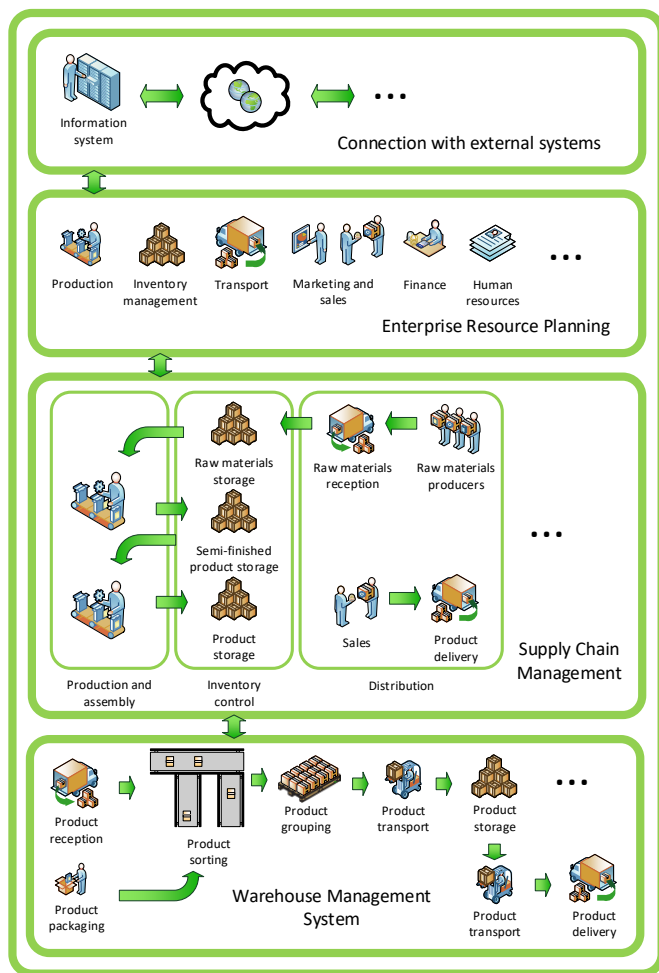 Information
system
...
Connection with external systems
Production
Inventory
management
Transport
Marketing and
sales
Finance
Human
resources
...
Enterprise Resource Planning
Raw materials
storage
Raw materials
reception
Raw materials
producers
Semi-finished
product storage
...
Product
storage
Sales
Product
delivery
Supply Chain
Management
Production and
assembly
Inventory
control
Distribution
Product
reception
Product
sorting
Product
grouping
Product
transport
Product
storage
...
Product
packaging
Warehouse Management
System
Product
transport
Product
delivery